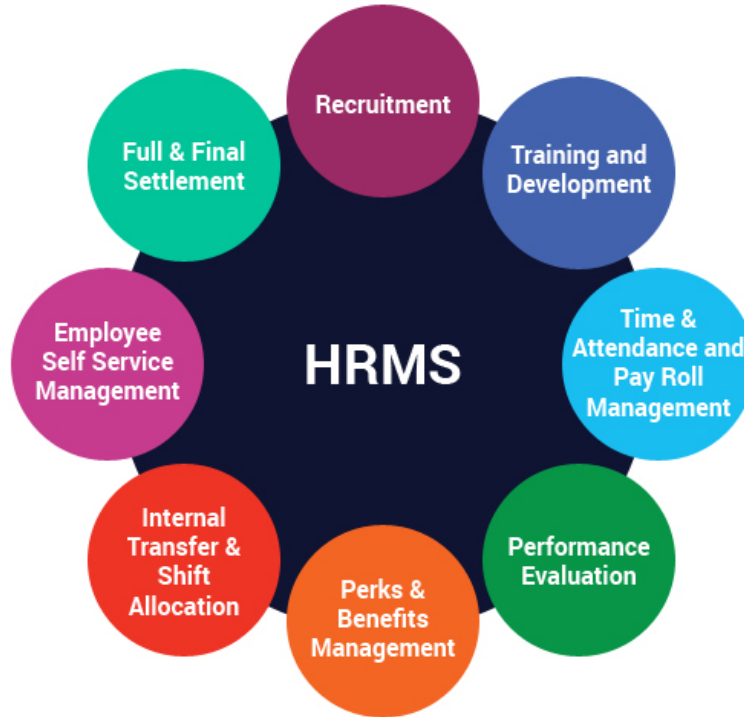 Recruitment
Training and
Development
Time &
Attendance and
Pay Roll
Management
Performance
Evaluation
Perks &
Benefits
Management
Internal
Transfer &
Shift
Allocation
Employee
Self Service
Management
Full & Final
Settlement
HRMS